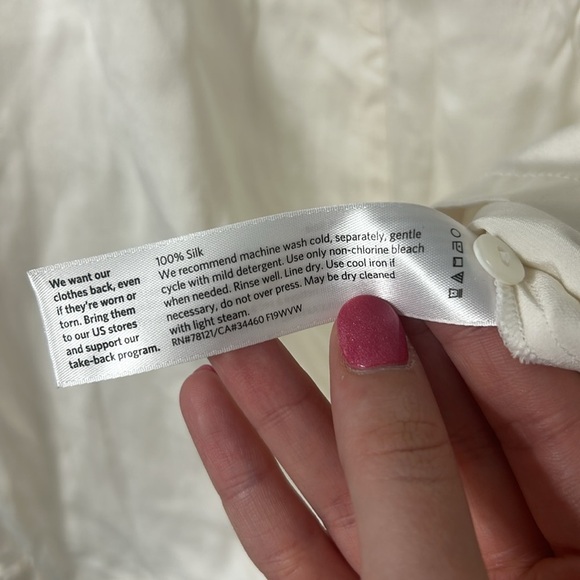 We want our
clothes back, even
if they're worn or
torn. Bring them
to our US stores
and support our
take-back program.
100% Silk
We recommend machine wash cold, separately, gentle
cycle with mild detergent. Use only non-chlorine bleach
when needed. Rinse well. Line dry. Use cool iron if
necessary, do not over press. May be dry cleaned
with light steam.
RN#78121/CA#34460 F19WVW